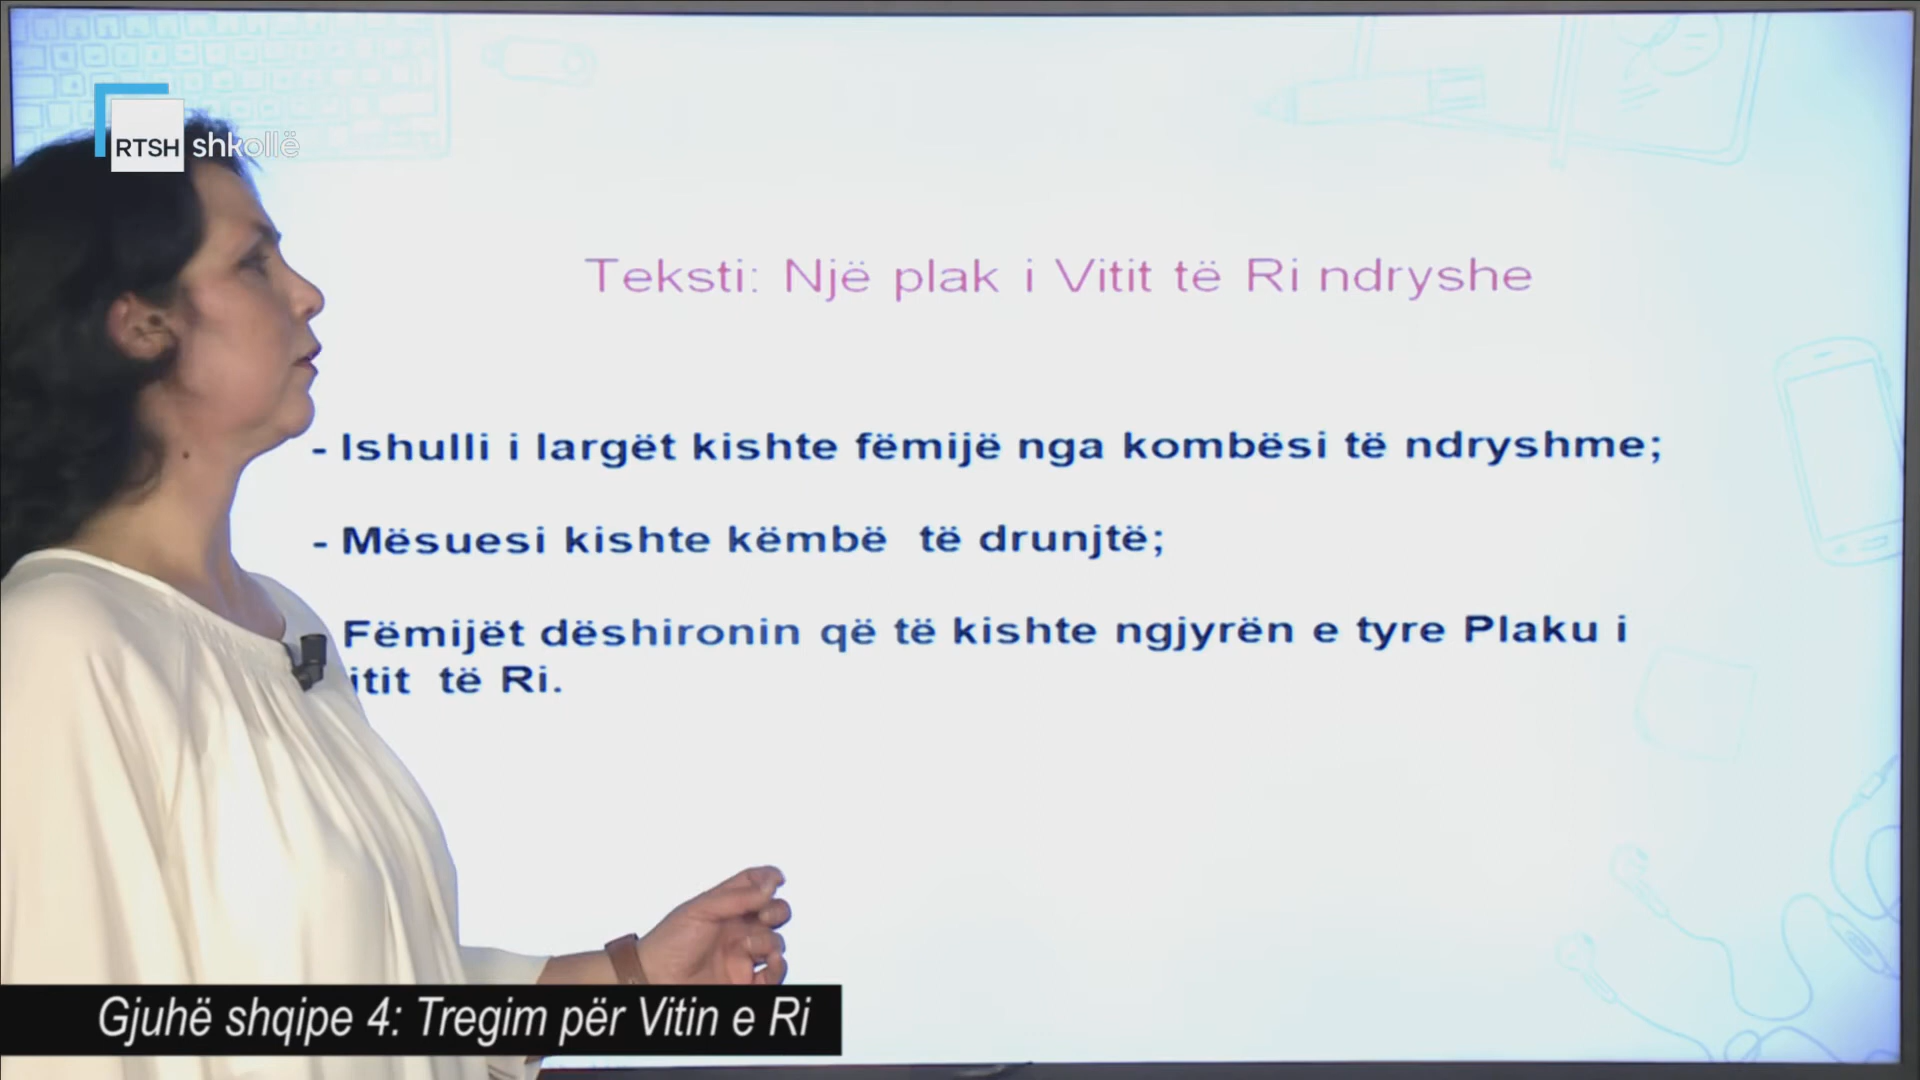 RTSH shkollë
Teksti: Një plak i Vitit të Ri ndryshe
- Ishulli i largët kishte fëmijë nga kombësi të ndryshme;
- Mësuesi kishte këmbë të drunjtë;
Fëmijët dëshironin që të kishte ngjyrën e tyre Plaku i
itit të Ri.
Gjuhë shqipe 4: Tregim për Vitin e Ri